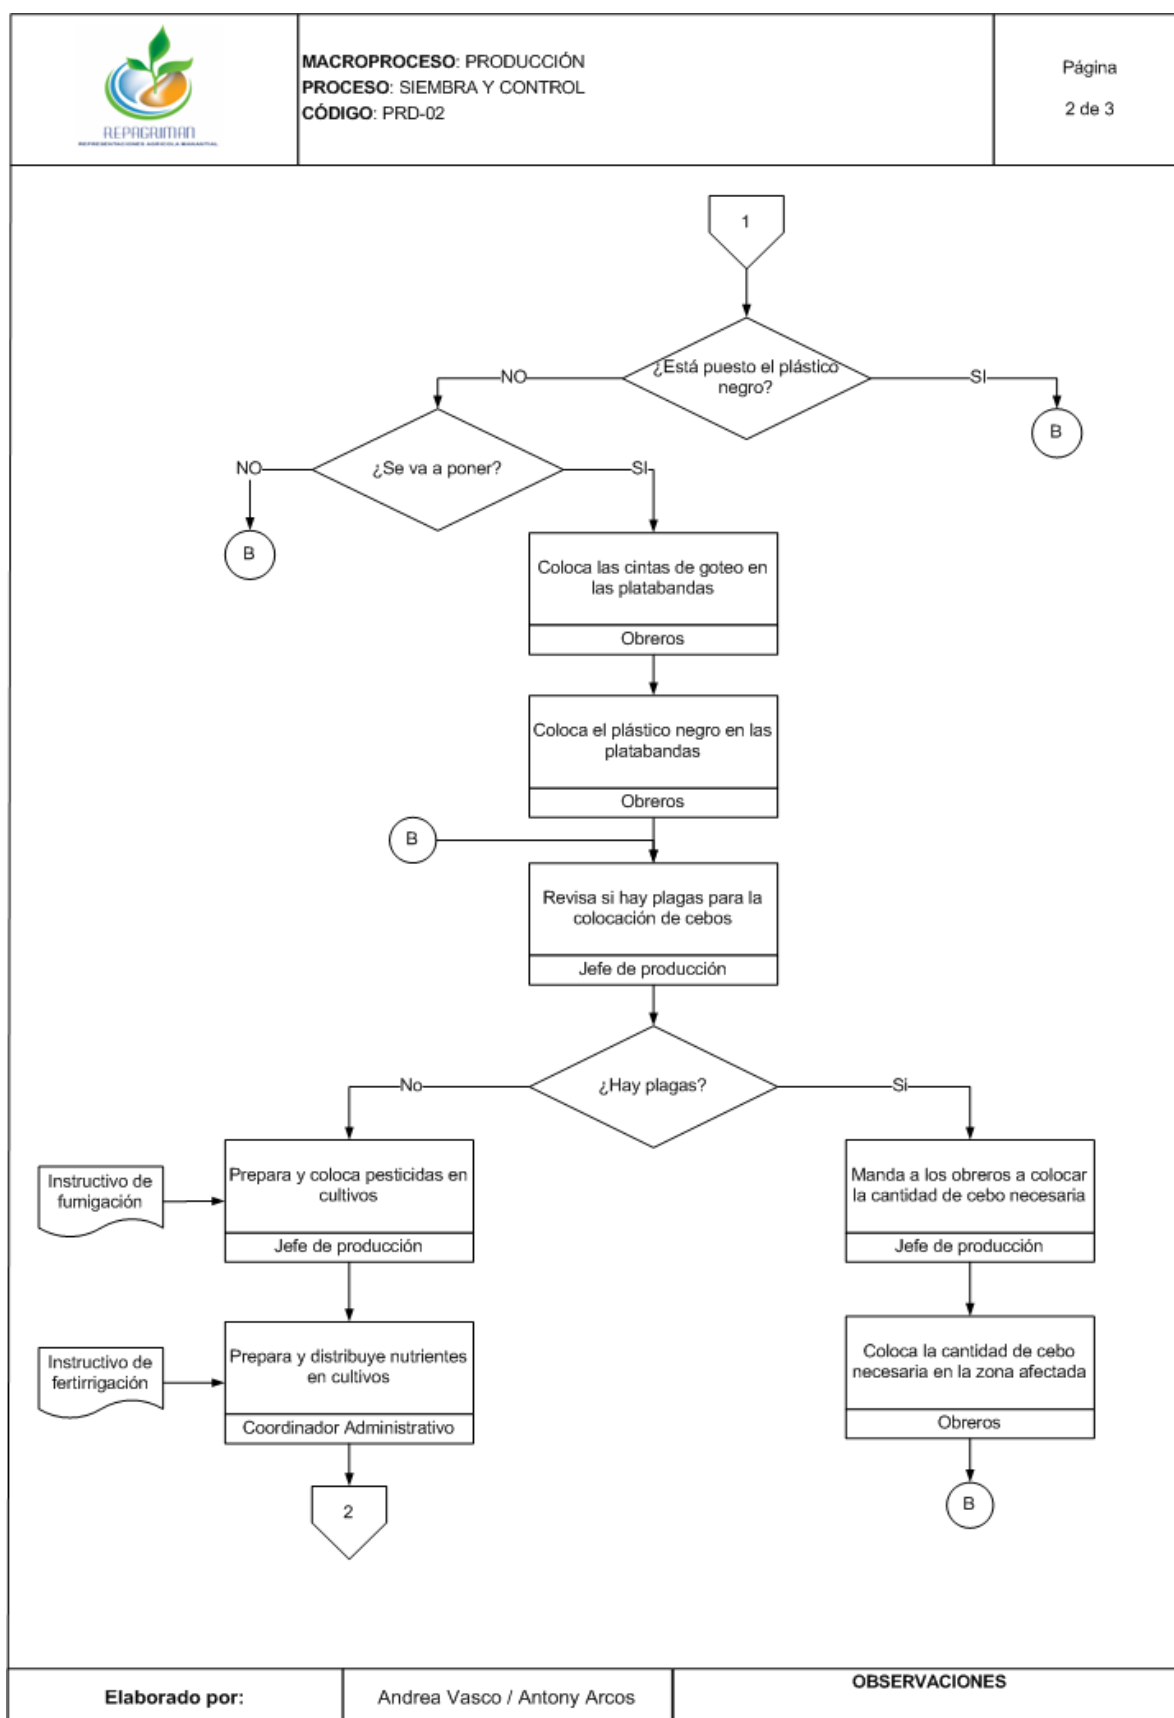 REPAGRIMAN
REPRESENTACIONES AGRICOLA MANANTIAL
MACROPROCESO: PRODUCCIÓN
PROCESO: SIEMBRA Y CONTROL
CÓDIGO: PRD-02
Página
2 de 3
1
¿Está puesto el plástico
negro?
NO
SI
B
¿Se va a poner?
NO
SI
B
Coloca las cintas de goteo en
las platabandas
Obreros
Coloca el plástico negro en las
platabandas
Obreros
B
Revisa si hay plagas para la
colocación de cebos
Jefe de producción
¿Hay plagas?
No
Si
Instructivo de
fumigación
Prepara y coloca pesticidas en
cultivos
Jefe de producción
Manda a los obreros a colocar
la cantidad de cebo necesaria
Jefe de producción
Instructivo de
fertirrigación
Prepara y distribuye nutrientes
en cultivos
Coordinador Administrativo
Coloca la cantidad de cebo
necesaria en la zona afectada
Obreros
2
B
Elaborado por:
Andrea Vasco / Antony Arcos
OBSERVACIONES